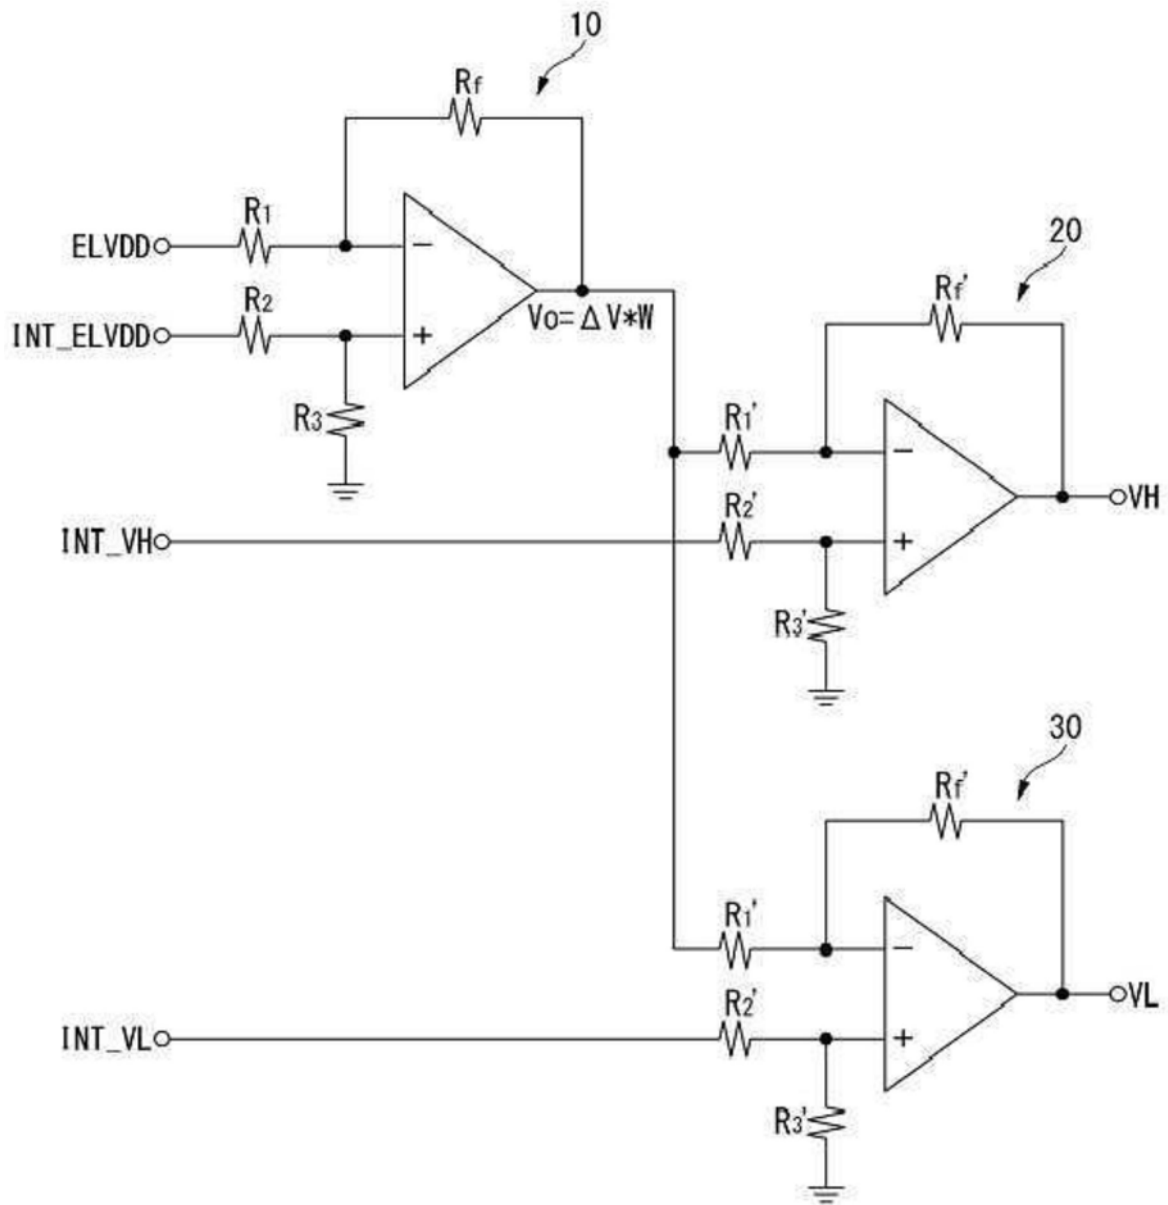 10
Rf
R1
ELVDD
R2
INT_ELVDD
−
+
Vo=ΔV*W
R3
20
Rf'
R1'
−
R2'
INT_VH
+
VH
R3'
30
Rf'
R1'
−
R2'
INT_VL
+
VL
R3'